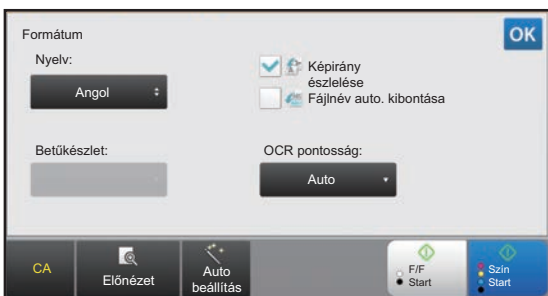 Formátum
OK
Nyelv:
Angol
Képirány
észlelése
Fájlnév auto. kibontása
Betűkészlet:
OCR pontosság:
Auto
CA
Előnézet
Auto
beállítás
F/F
Start
Szín
Start